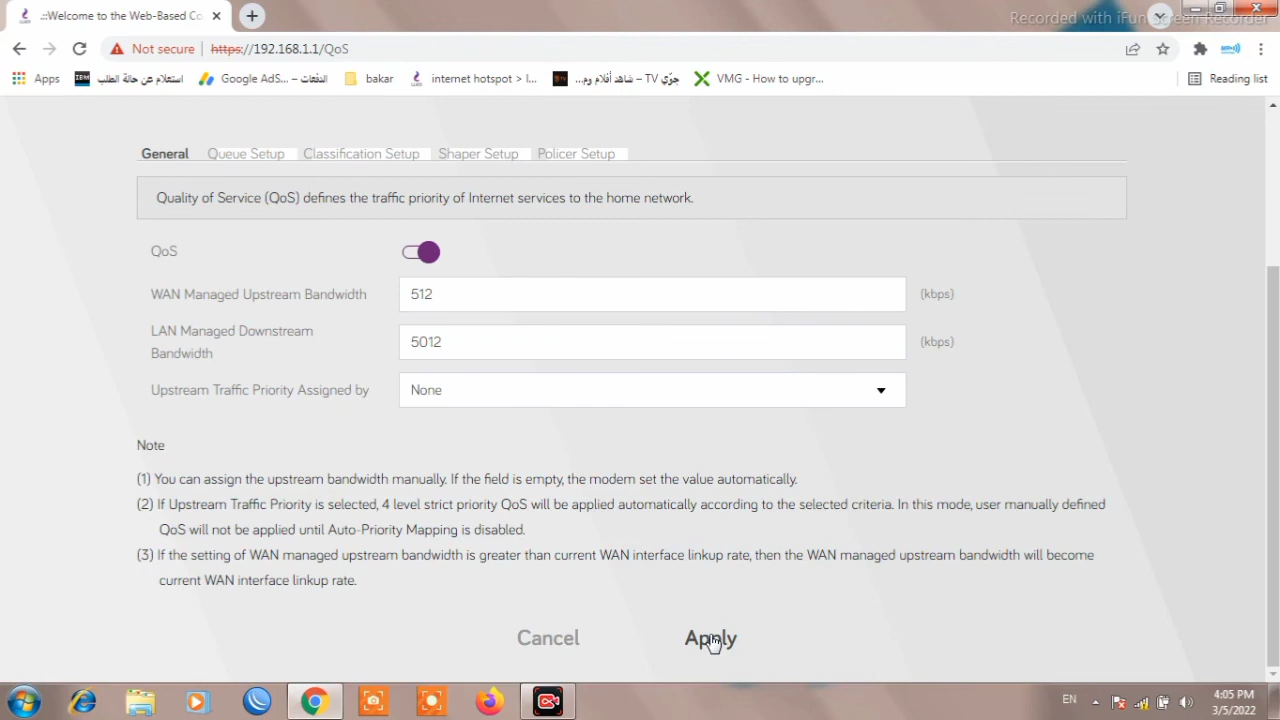 .::Welcome to the Web-Based Co
Recorded with iFun Screen Recorder
Not secure https://192.168.1.1/QoS
Apps استعلام عن حالة الطلب Google AdS... – الدفعات bakar internet hotspot > I... جوّي TV – شاهد أفلام وم... VMG - How to upgr... Reading list
General Queue Setup Classification Setup Shaper Setup Policer Setup
Quality of Service (QoS) defines the traffic priority of Internet services to the home network.
QoS
WAN Managed Upstream Bandwidth 512 (kbps)
LAN Managed Downstream
Bandwidth 5012 (kbps)
Upstream Traffic Priority Assigned by None
Note
(1) You can assign the upstream bandwidth manually. If the field is empty, the modem set the value automatically.
(2) If Upstream Traffic Priority is selected, 4 level strict priority QoS will be applied automatically according to the selected criteria. In this mode, user manually defined
QoS will not be applied until Auto-Priority Mapping is disabled.
(3) If the setting of WAN managed upstream bandwidth is greater than current WAN interface linkup rate, then the WAN managed upstream bandwidth will become
current WAN interface linkup rate.
Cancel Apply
EN 4:05 PM
3/5/2022